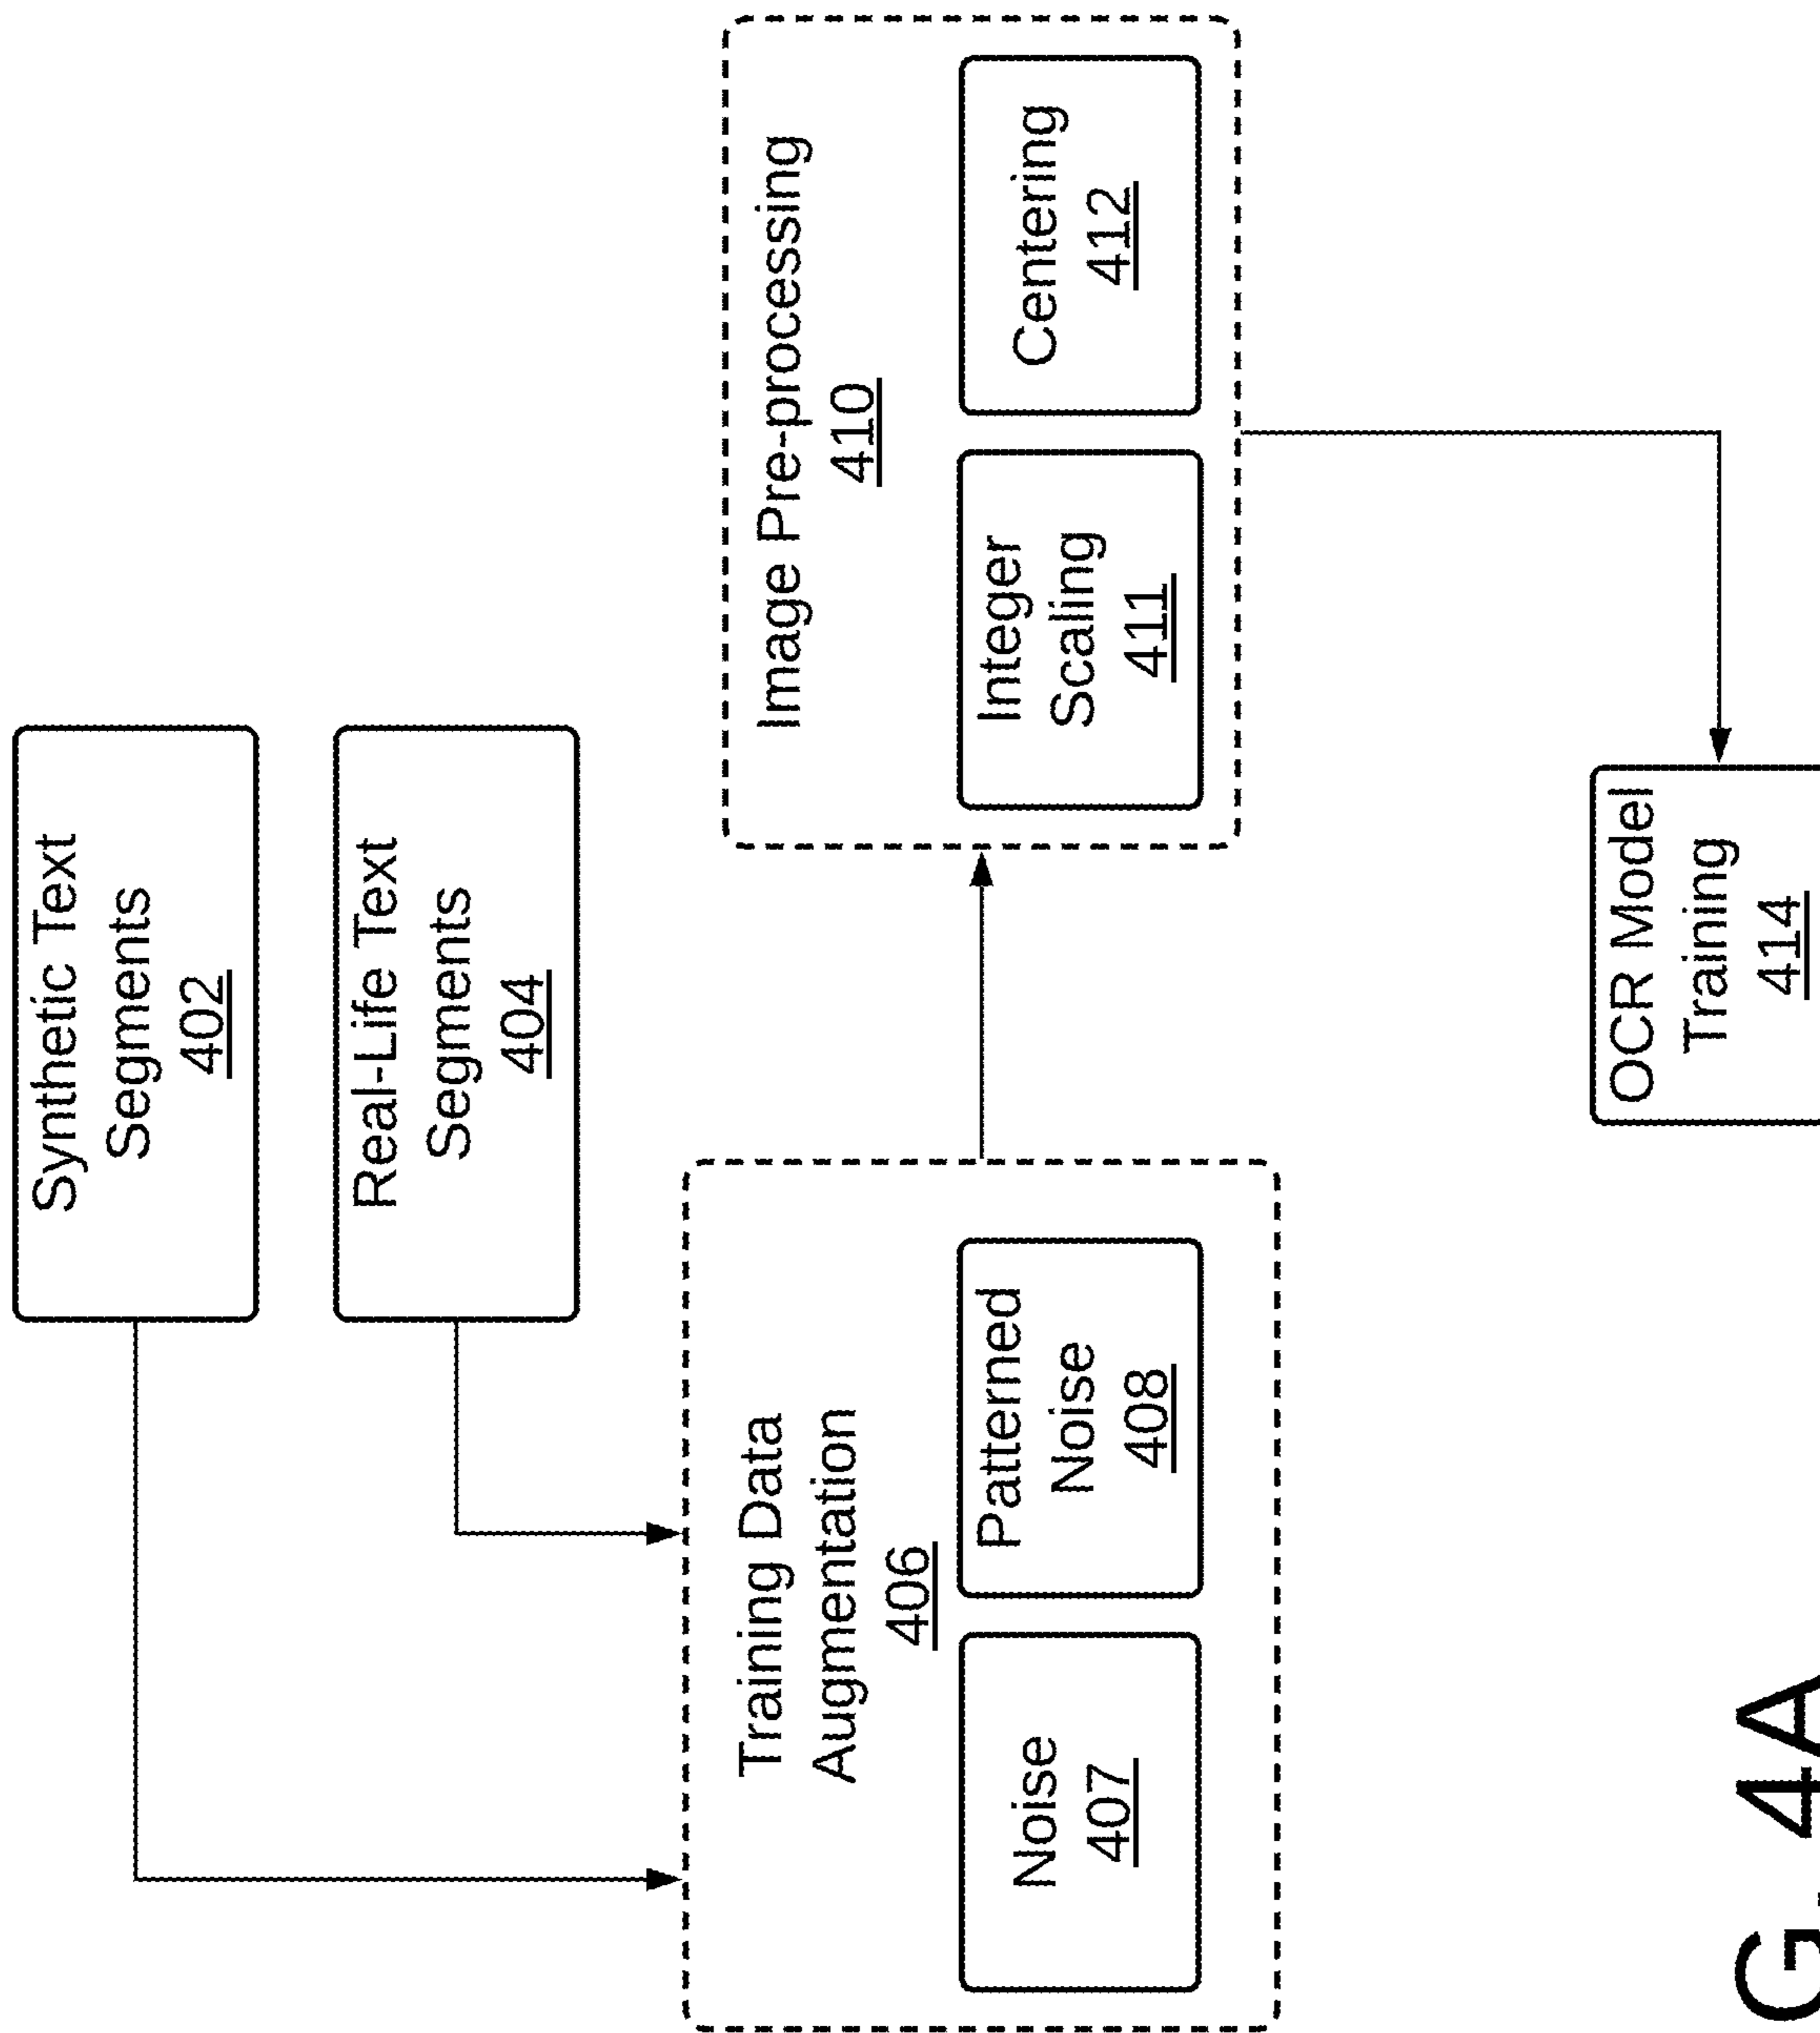 Synthetic Text
Segments
402
Real-Life Text
Segments
404
Training Data
Augmentation
406
Noise
407
Patterned
Noise
408
Image Pre-processing
410
Integer
Scaling
411
Centering
412
OCR Model
Training
414
G. 4A